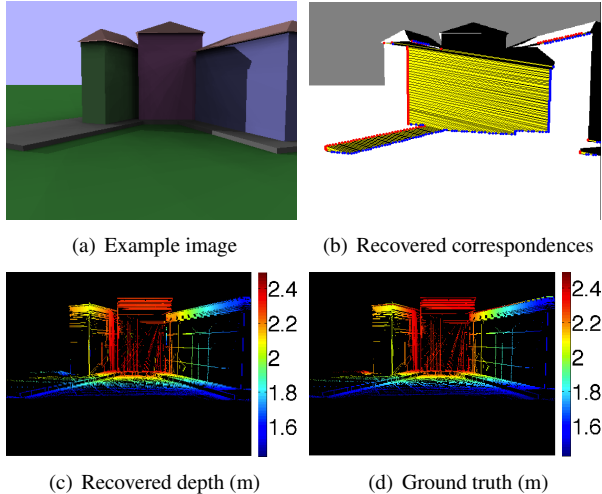 (a) Example image
(b) Recovered correspondences
2.4
2.2
2
1.8
1.6
2.4
2.2
2
1.8
1.6
(c) Recovered depth (m)
(d) Ground truth (m)